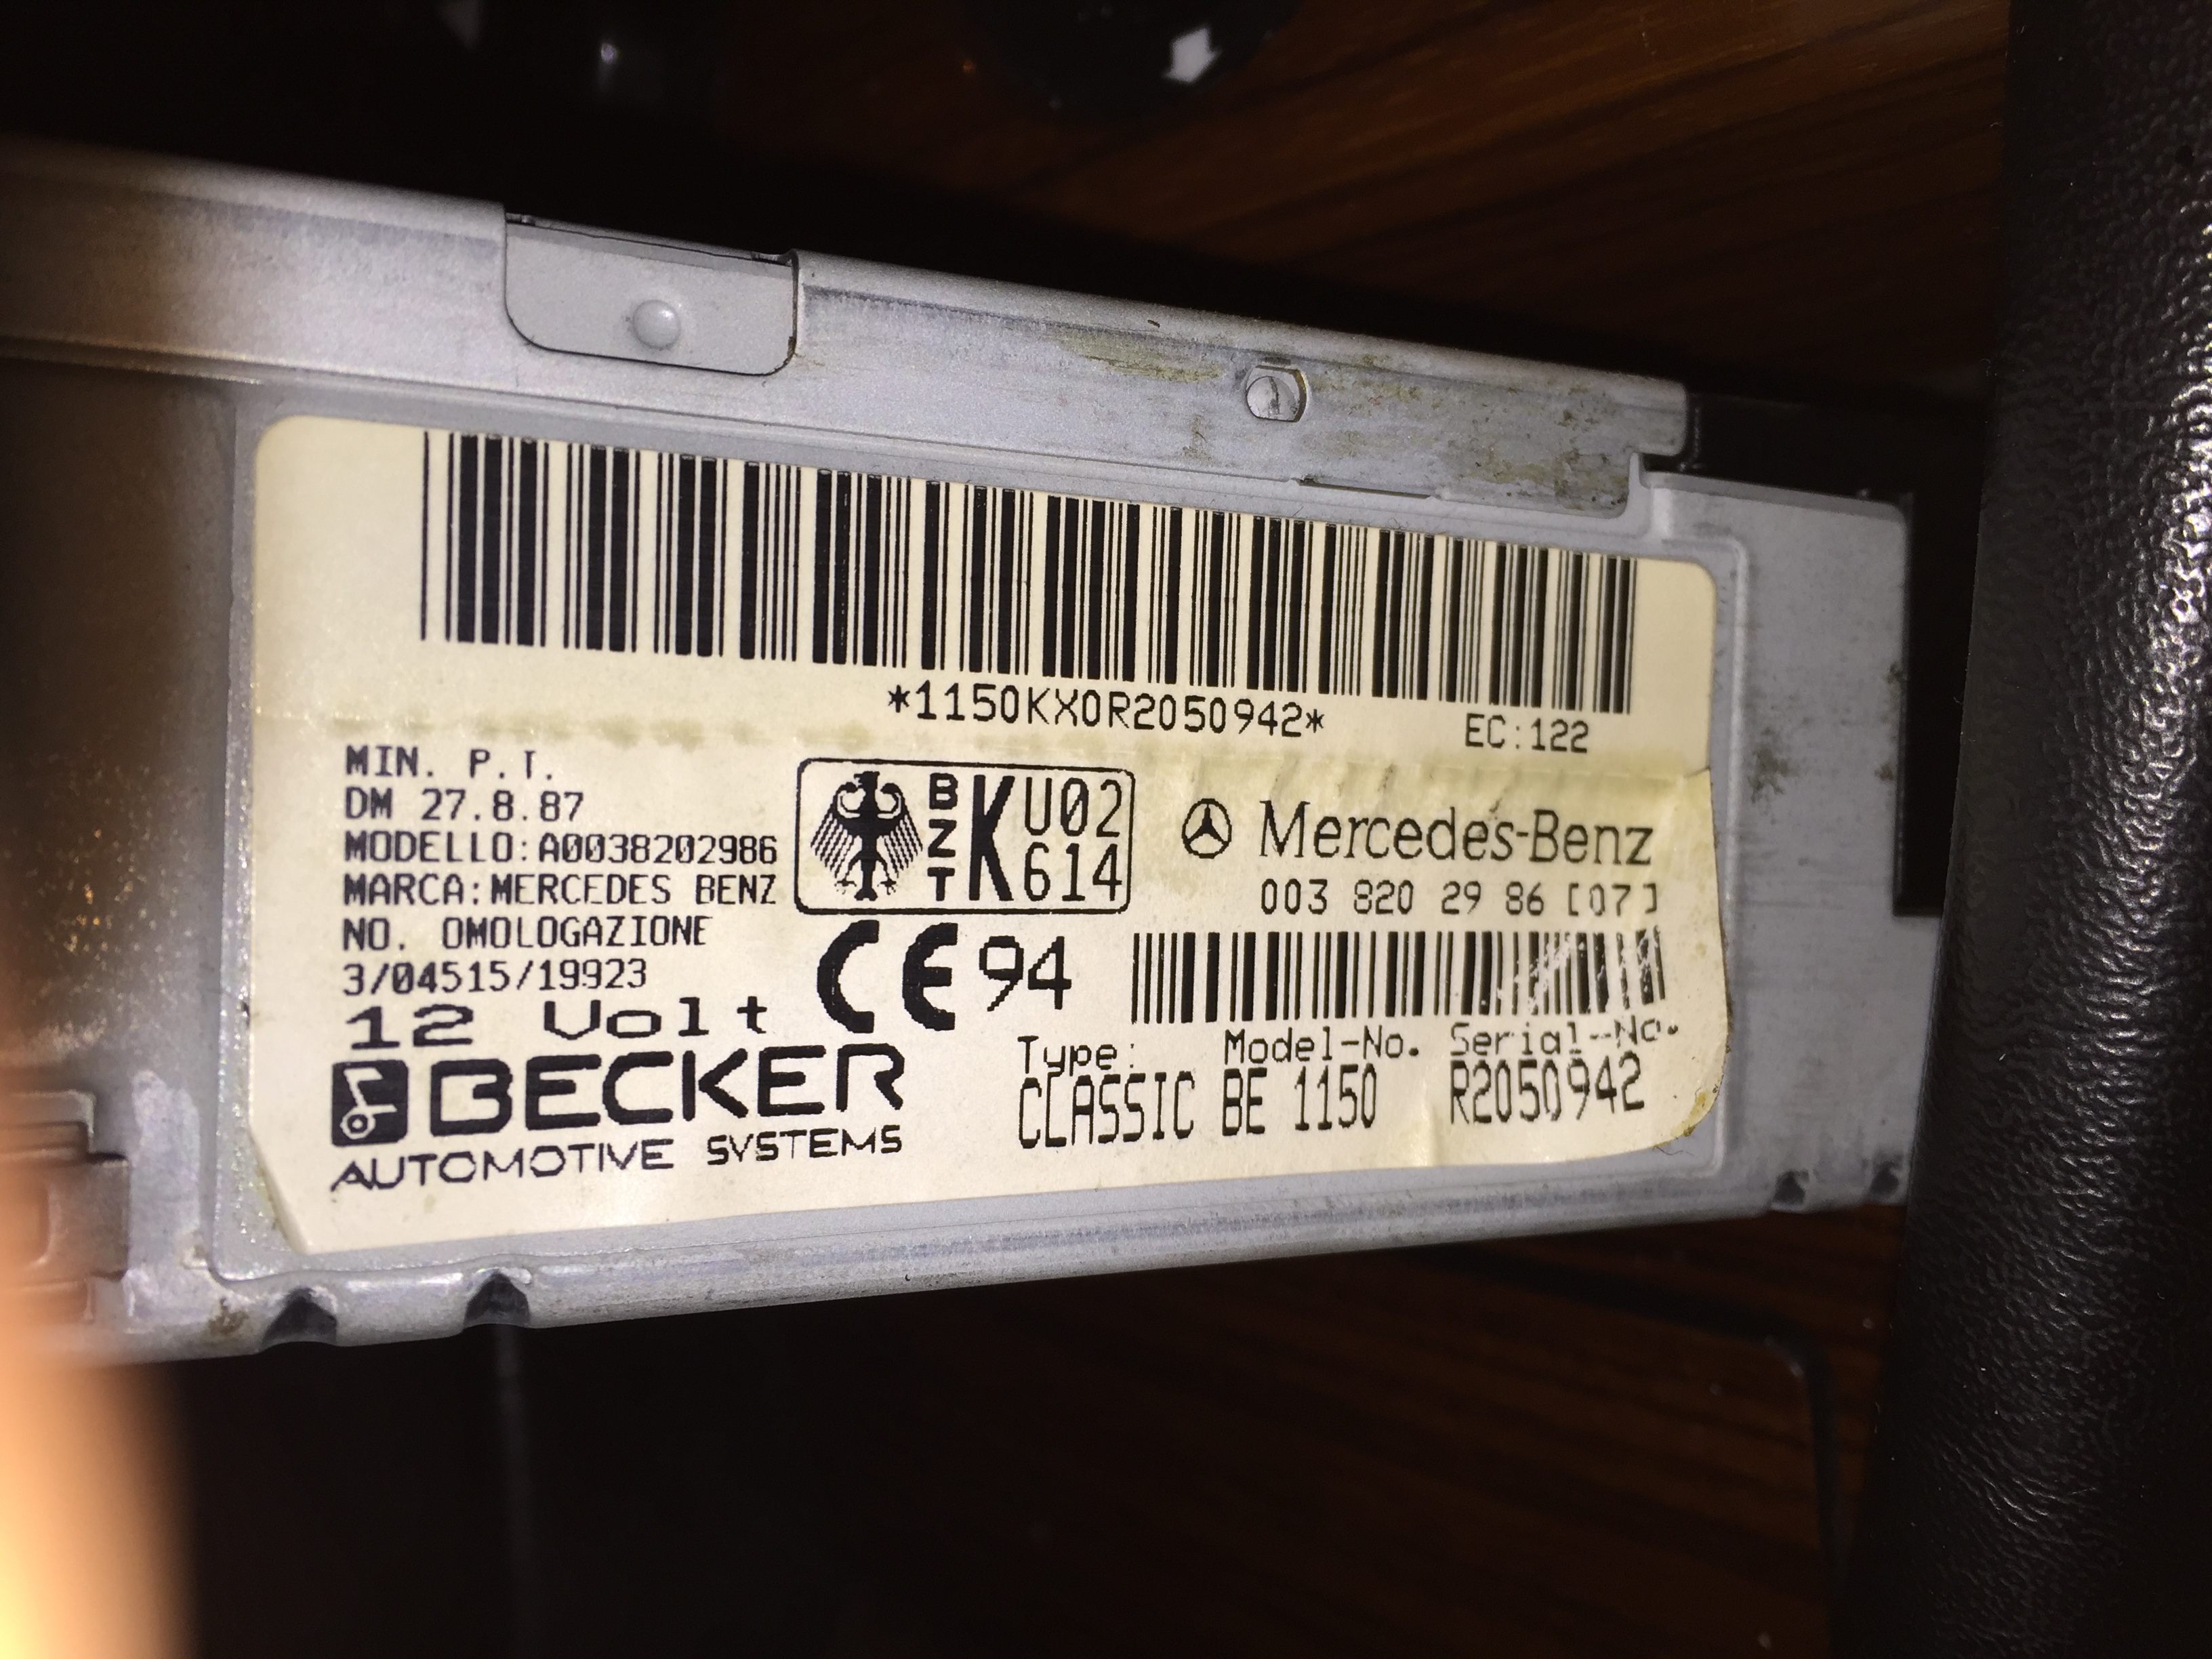 *1150KX0R2050942*
EC:122
MIN. P.T.
DM 27.8.87
MODELLO:A0038202986
MARCA:MERCEDES BENZ
NO. OMOLOGAZIONE
3/04515/19923
12 Volt
BECKER
AUTOMOTIVE SYSTEMS
BZT
K
U02
614
CE 94
Mercedes-Benz
003 820 29 86 [07]
Type: Model-No. Serial-No.
CLASSIC BE 1150 R2050942